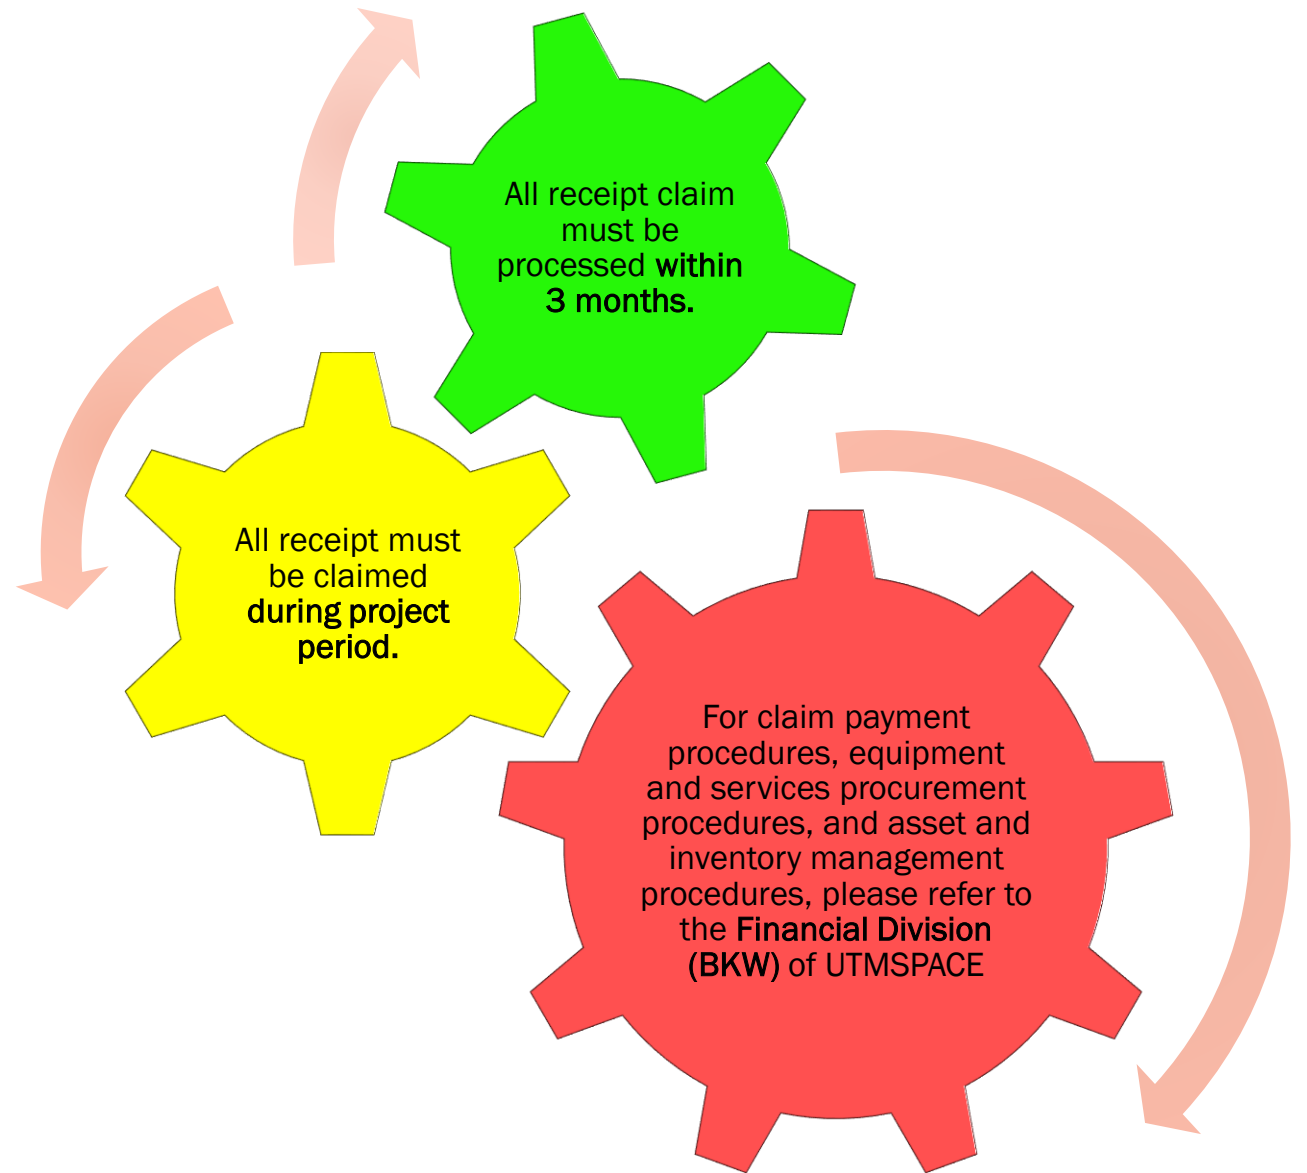 All receipt claim
must be
processed within
3 months.
All receipt must
be claimed
during project
period.
For claim payment
procedures, equipment
and services procurement
procedures, and asset and
inventory management
procedures, please refer to
the Financial Division
(BKW) of UTMSPACE